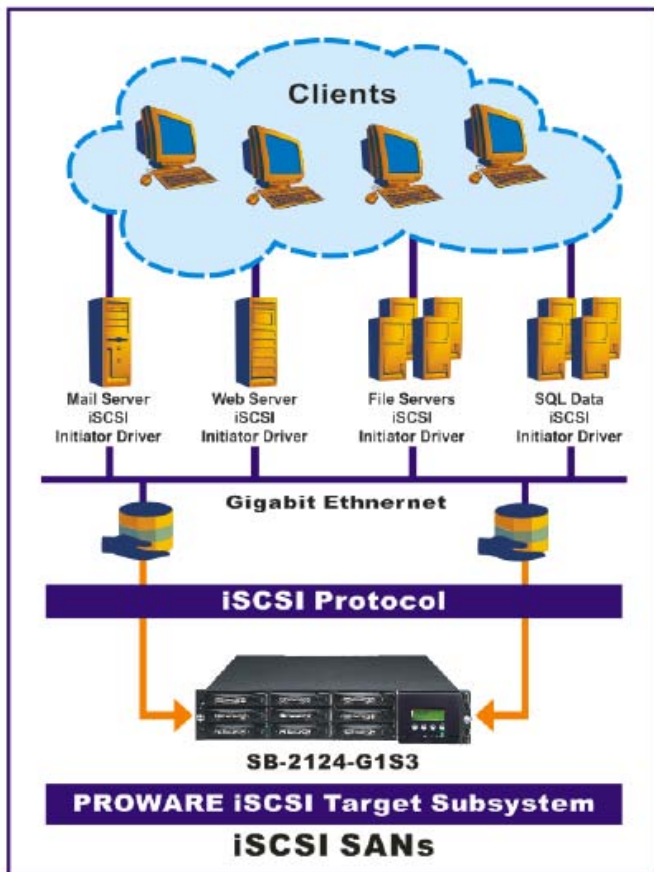 Clients
Mail Server
iSCSI
Initiator Driver
Web Server
iSCSI
Initiator Driver
File Servers
iSCSI
Initiator Driver
SQL Data
iSCSI
Initiator Driver
Gigabit Ethnernet
iSCSI Protocol
SB-2124-G1S3
PROWARE iSCSI Target Subsystem
iSCSI SANs